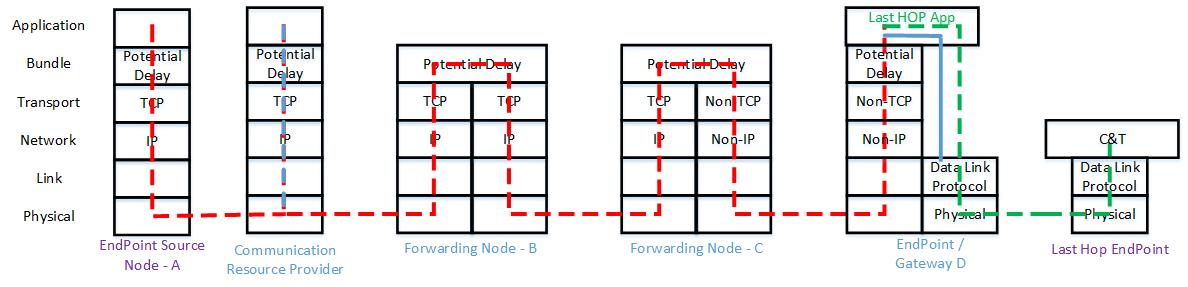 Application
Bundle
Transport
Network
Link
Physical
Potential
Delay
TCP
IP
EndPoint Source
Node - A
Potential
Delay
TCP
IP
Communication
Resource Provider
Potential Delay
TCP
TCP
IP
IP
Forwarding Node - B
Potential Delay
TCP
Non-TCP
IP
Non-IP
Forwarding Node - C
Last HOP App
Potential
Delay
Non-TCP
Non-IP
Data Link
Protocol
Physical
EndPoint /
Gateway D
C&T
Data Link
Protocol
Physical
Last Hop EndPoint